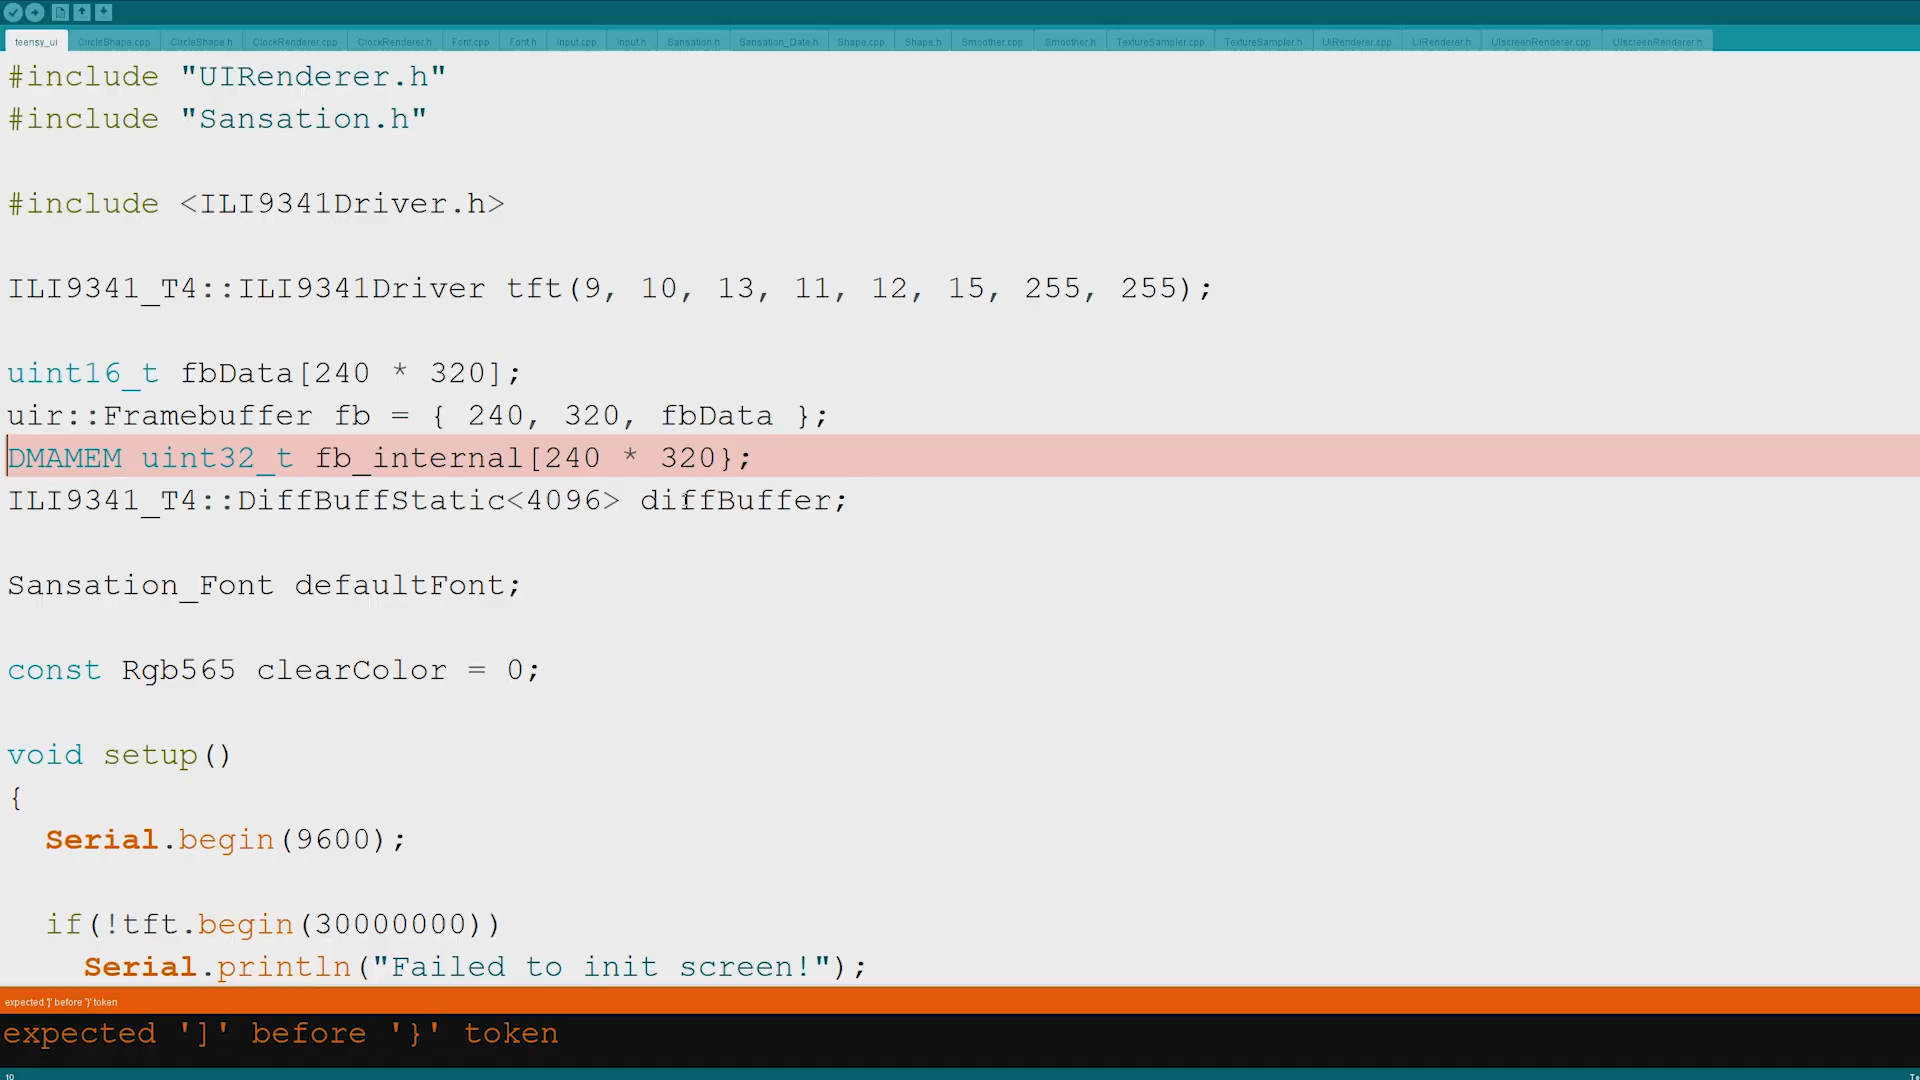 teensy_ui CircleShape.cpp CircleShape.h ClockRenderer.cpp ClockRenderer.h Font.cpp Font.h Input.cpp Input.h Sansation.h Sansation_Date.h Shape.cpp Shape.h Smoother.cpp Smoother.h TextureSampler.cpp TextureSampler.h UIRenderer.cpp UIRenderer.h UIscreenRenderer.cpp UIscreenRenderer.h
#include "UIRenderer.h"
#include "Sansation.h"
#include <ILI9341Driver.h>
ILI9341_T4::ILI9341Driver tft(9, 10, 13, 11, 12, 15, 255, 255);
uint16_t fbData[240 * 320];
uir::Framebuffer fb = { 240, 320, fbData };
DMAMEM uint32_t fb_internal[240 * 320};
ILI9341_T4::DiffBuffStatic<4096> diffBuffer;
Sansation_Font defaultFont;
const Rgb565 clearColor = 0;
void setup()
{
Serial.begin(9600);
if(!tft.begin(30000000))
Serial.println("Failed to init screen!");
expected ']' before '}' token
expected ']' before '}' token
10